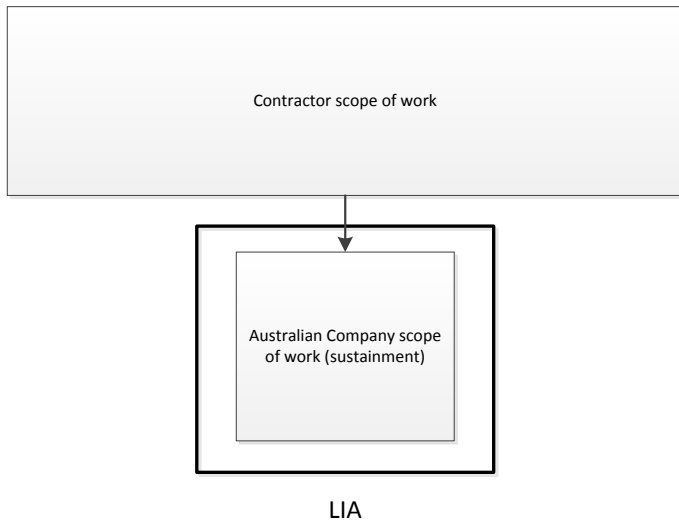 Contractor scope of work
Australian Company scope
of work (sustainment)
LIA